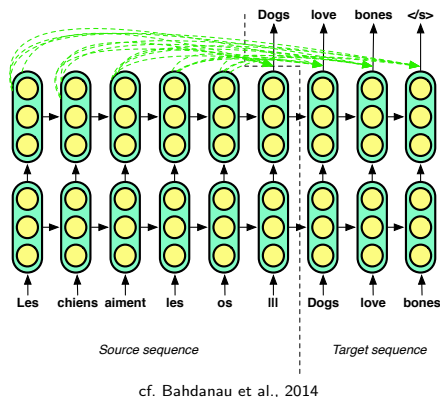 Dogs love bones </s>
Les chiens aiment les os ||| Dogs love bones
Source sequence Target sequence
cf. Bahdanau et al., 2014